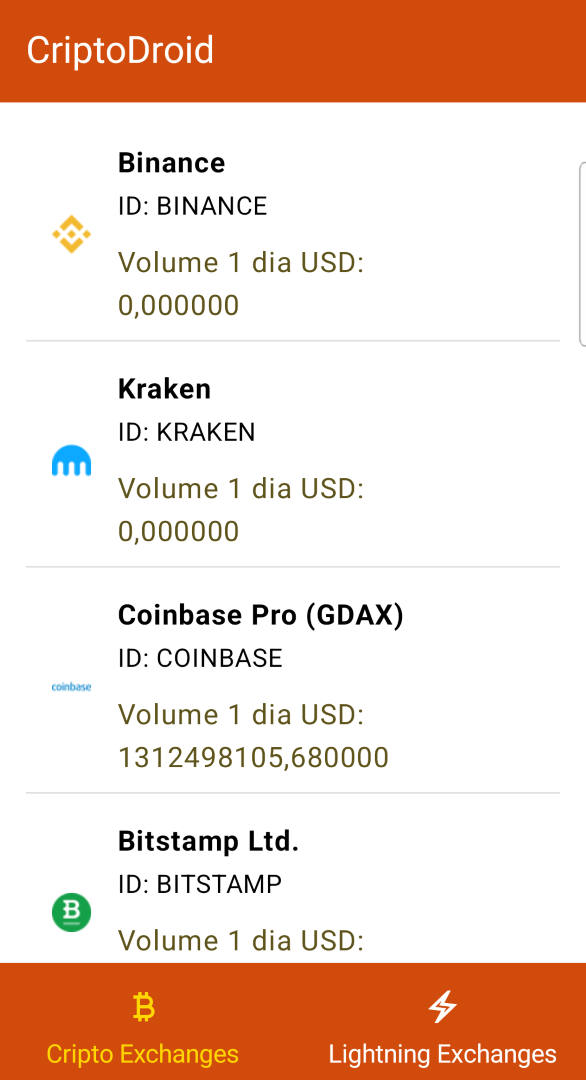 CriptoDroid
Binance
ID: BINANCE
Volume 1 dia USD:
0,000000
Kraken
ID: KRAKEN
Volume 1 dia USD:
0,000000
Coinbase Pro (GDAX)
ID: COINBASE
coinbase
Volume 1 dia USD:
1312498105,680000
Bitstamp Ltd.
ID: BITSTAMP
Volume 1 dia USD:
Cripto Exchanges
Lightning Exchanges